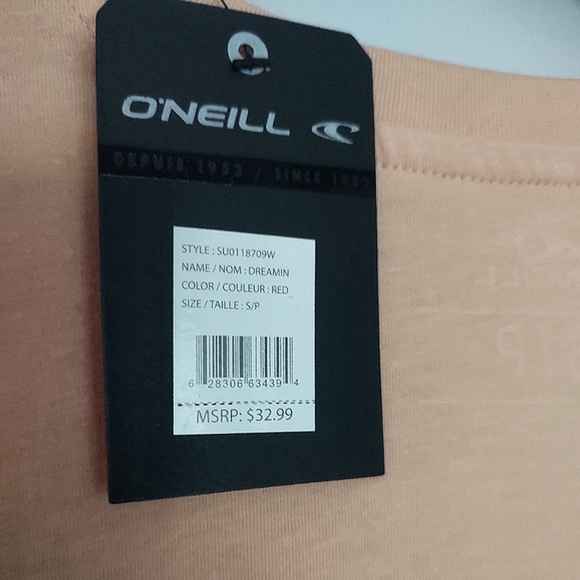 O'NEILL
DEPUIS 1952 / SINCE 1952
STYLE : SU0118709W
NAME / NOM : DREAMIN
COLOR / COULEUR : RED
SIZE / TAILLE : S/P
6 28306 63439 4
MSRP: $32.99